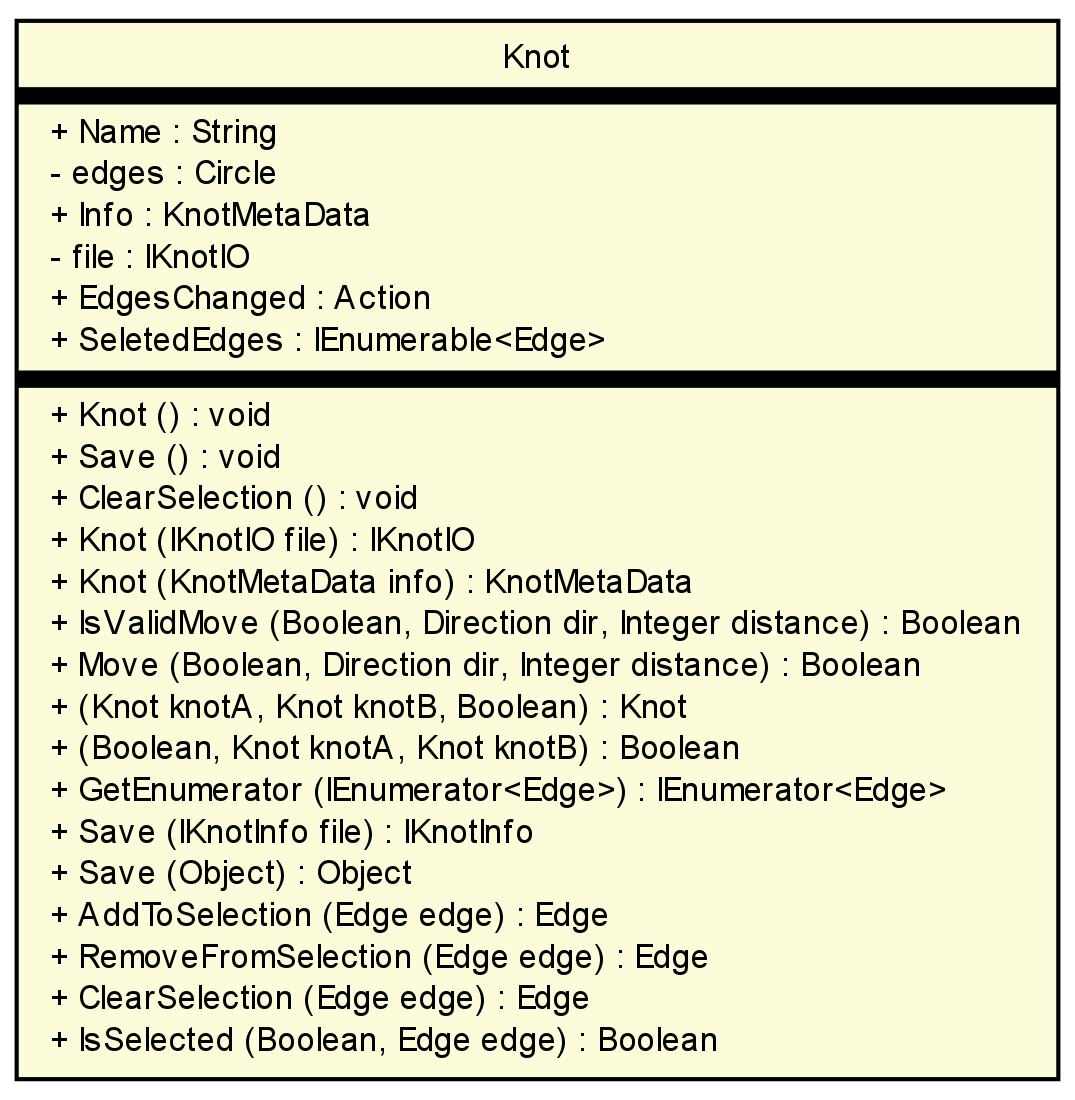 Knot
+ Name : String
- edges : Circle
+ Info : KnotMetaData
- file : IKnotIO
+ EdgesChanged : Action
+ SeletedEdges : IEnumerable<Edge>
+ Knot () : void
+ Save () : void
+ ClearSelection () : void
+ Knot (IKnotIO file) : IKnotIO
+ Knot (KnotMetaData info) : KnotMetaData
+ IsValidMove (Boolean, Direction dir, Integer distance) : Boolean
+ Move (Boolean, Direction dir, Integer distance) : Boolean
+ (Knot knotA, Knot knotB, Boolean) : Knot
+ (Boolean, Knot knotA, Knot knotB) : Boolean
+ GetEnumerator (IEnumerator<Edge>) : IEnumerator<Edge>
+ Save (IKnotInfo file) : IKnotInfo
+ Save (Object) : Object
+ AddToSelection (Edge edge) : Edge
+ RemoveFromSelection (Edge edge) : Edge
+ ClearSelection (Edge edge) : Edge
+ IsSelected (Boolean, Edge edge) : Boolean